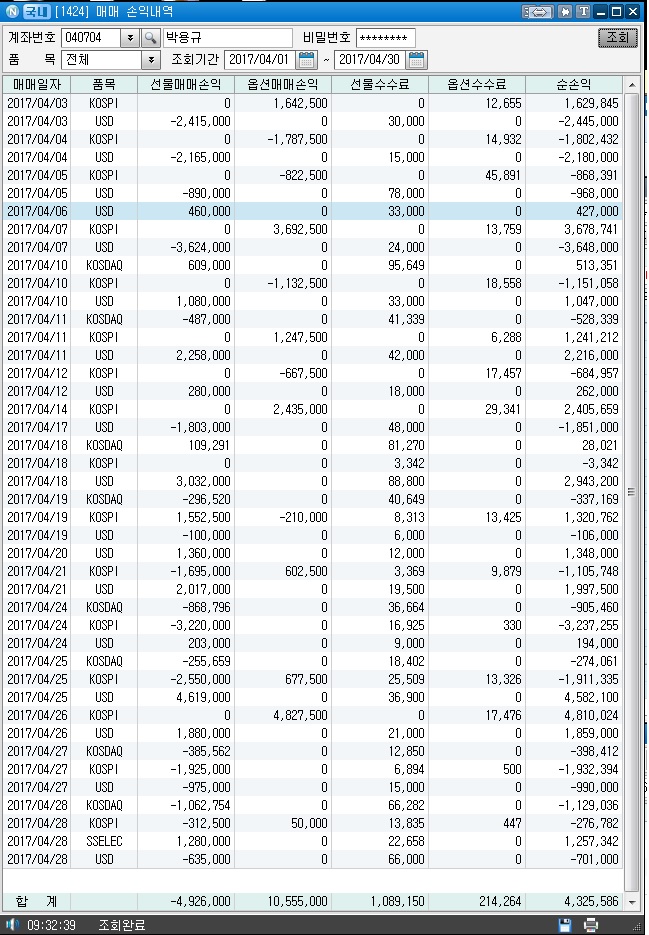 국내 [1424] 매매 손익내역
계좌번호 040704 박용규 비밀번호 ******** 조회
품 목 전체 조회기간 2017/04/01 ~ 2017/04/30
매매일자 품목 선물매매손익 옵션매매손익 선물수수료 옵션수수료 순손익
2017/04/03 KOSPI 0 1,642,500 0 12,655 1,629,845
2017/04/03 USD -2,415,000 0 30,000 0 -2,445,000
2017/04/04 KOSPI 0 -1,787,500 0 14,932 -1,802,432
2017/04/04 USD -2,165,000 0 15,000 0 -2,180,000
2017/04/05 KOSPI 0 -822,500 0 45,891 -868,391
2017/04/05 USD -890,000 0 78,000 0 -968,000
2017/04/06 USD 460,000 0 33,000 0 427,000
2017/04/07 KOSPI 0 3,692,500 0 13,759 3,678,741
2017/04/07 USD -3,624,000 0 24,000 0 -3,648,000
2017/04/10 KOSDAQ 609,000 0 95,649 0 513,351
2017/04/10 KOSPI 0 -1,132,500 0 18,558 -1,151,058
2017/04/10 USD 1,080,000 0 33,000 0 1,047,000
2017/04/11 KOSDAQ -487,000 0 41,339 0 -528,339
2017/04/11 KOSPI 0 1,247,500 0 6,288 1,241,212
2017/04/11 USD 2,258,000 0 42,000 0 2,216,000
2017/04/12 KOSPI 0 -667,500 0 17,457 -684,957
2017/04/12 USD 280,000 0 18,000 0 262,000
2017/04/14 KOSPI 0 2,435,000 0 29,341 2,405,659
2017/04/17 USD -1,803,000 0 48,000 0 -1,851,000
2017/04/18 KOSDAQ 109,291 0 81,270 0 28,021
2017/04/18 KOSPI 0 0 3,342 0 -3,342
2017/04/18 USD 3,032,000 0 88,800 0 2,943,200
2017/04/19 KOSDAQ -296,520 0 40,649 0 -337,169
2017/04/19 KOSPI 1,552,500 -210,000 8,313 13,425 1,320,762
2017/04/19 USD -100,000 0 6,000 0 -106,000
2017/04/20 USD 1,360,000 0 12,000 0 1,348,000
2017/04/21 KOSPI -1,695,000 602,500 3,369 9,879 -1,105,748
2017/04/21 USD 2,017,000 0 19,500 0 1,997,500
2017/04/24 KOSDAQ -868,796 0 36,664 0 -905,460
2017/04/24 KOSPI -3,220,000 0 16,925 330 -3,237,255
2017/04/24 USD 203,000 0 9,000 0 194,000
2017/04/25 KOSDAQ -255,659 0 18,402 0 -274,061
2017/04/25 KOSPI -2,550,000 677,500 25,509 13,326 -1,911,335
2017/04/25 USD 4,619,000 0 36,900 0 4,582,100
2017/04/26 KOSPI 0 4,827,500 0 17,476 4,810,024
2017/04/26 USD 1,880,000 0 21,000 0 1,859,000
2017/04/27 KOSDAQ -385,562 0 12,850 0 -398,412
2017/04/27 KOSPI -1,925,000 0 6,894 500 -1,932,394
2017/04/27 USD -975,000 0 15,000 0 -990,000
2017/04/28 KOSDAQ -1,062,754 0 66,282 0 -1,129,036
2017/04/28 KOSPI -312,500 50,000 13,835 447 -276,782
2017/04/28 SSELEC 1,280,000 0 22,658 0 1,257,342
2017/04/28 USD -635,000 0 66,000 0 -701,000
합 계 -4,926,000 10,555,000 1,089,150 214,264 4,325,586
09:32:39 조회완료